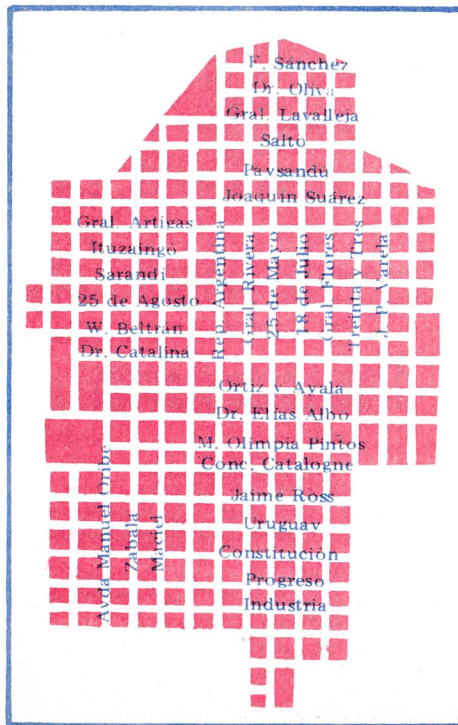 F. Sánchez
Dr. Oliva
Gral. Lavalleja
Salto
Paysandu
Joaquín Suárez
Gral. Artigas
Ituzaingó
Sarandí
25 de Agosto
W. Beltrán
Dr. Catalina
Rep. Argentina
Gral Rivera
25 de Mayo
18 de Julio
Gral Flores
Treinta y Tres
J. P. Varela
Ortiz y Ayala
Dr. Elías Albo
M. Olimpia Pintos
Conc. Catalogne
Jaime Ross
Uruguay
Constitución
Progreso
Industria
Avda Manuel Oribe
Zabala
Maciel